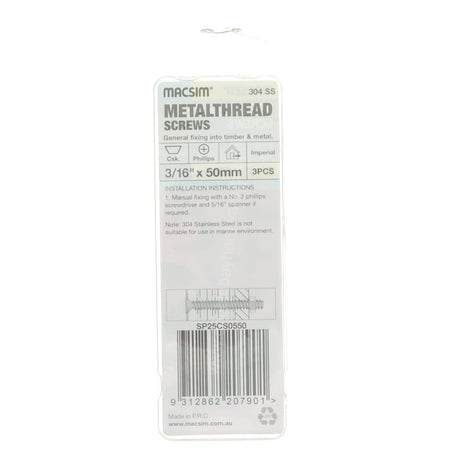 MACSIM® 304 SS
METALTHREAD
SCREWS
General fixing into timber & metal.
Csk. Phillips Imperial
3/16" x 50mm 3PCS
INSTALLATION INSTRUCTIONS
1. Manual fixing with a No. 2 phillips
screwdriver and 5/16" spanner if
required.
Note: 304 Stainless Steel is not
suitable for use in marine environment.
SP25CS0550
9 312862 207901 >
Made in P.R.C
macsim.com.au